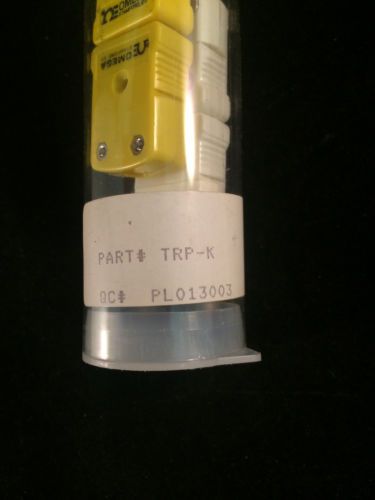 OMEGA
PART# TRP-K
QC# PL013003